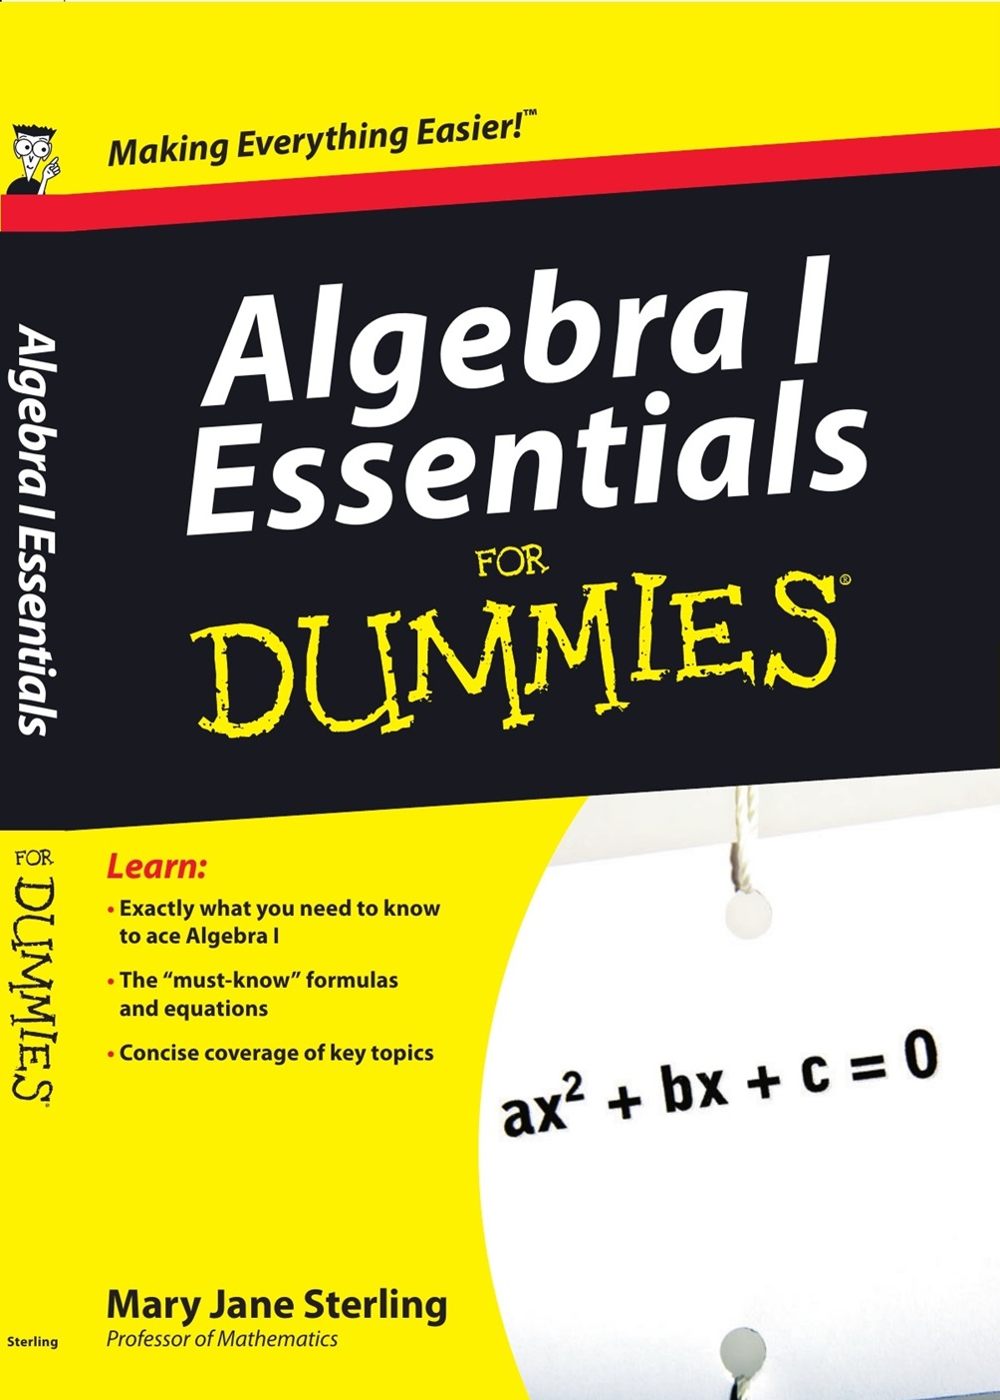 Making Everything Easier!™
Algebra I
Essentials
FOR
DUMMIES®
Learn:
• Exactly what you need to know
to ace Algebra I
• The “must-know” formulas
and equations
• Concise coverage of key topics
ax² + bx + c = 0
Mary Jane Sterling
Professor of Mathematics
Algebra I Essentials
FOR
DUMMIES®
Sterling